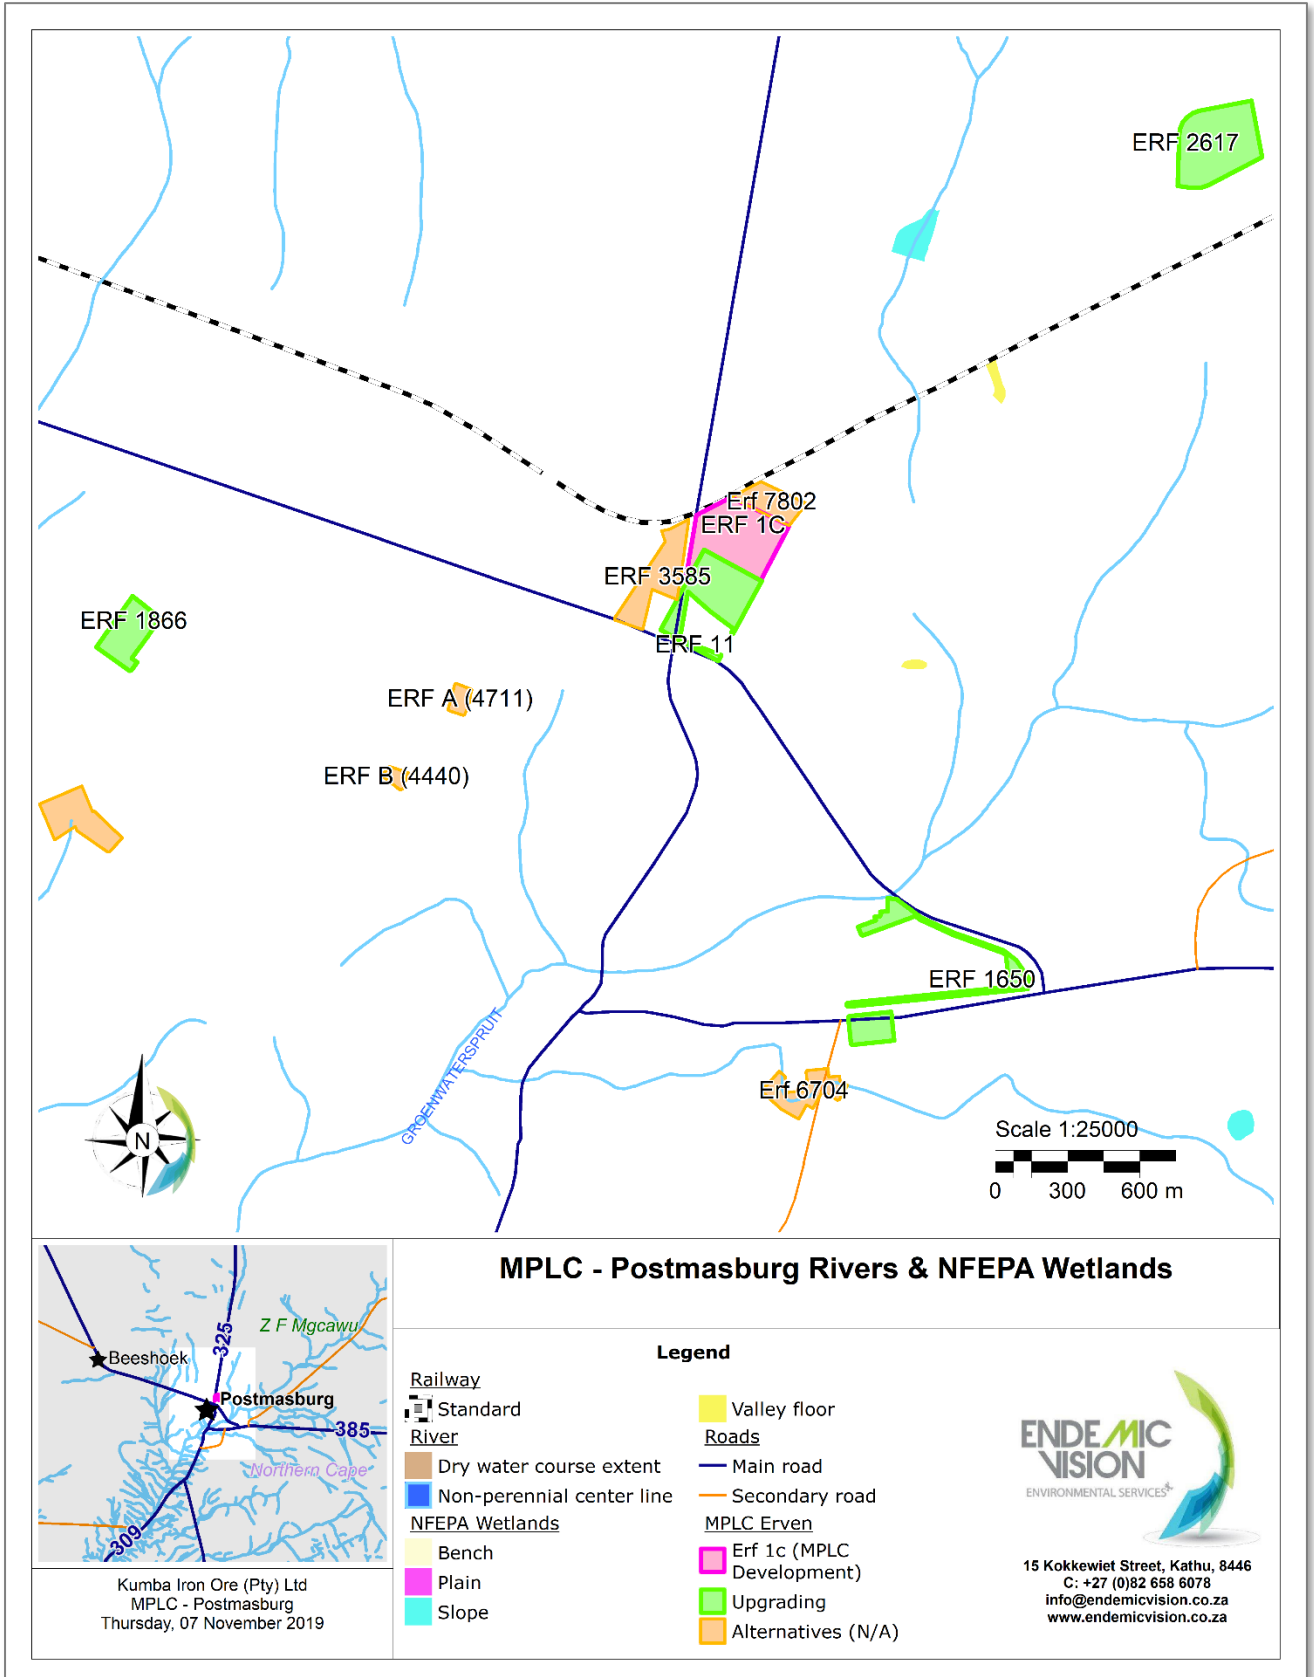 ERF 2617
Erf 7802
ERF 1C
ERF 3585
ERF 1866
ERF 11
ERF A (4711)
ERF B (4440)
ERF 1650
GROENWATERSPRUIT
Erf 6704
N
Scale 1:25000
0 300 600 m
MPLC - Postmasburg Rivers & NFEPA Wetlands
325
Z F Mgcawu
Beeshoek
Postmasburg
385
Northern Cape
309
Kumba Iron Ore (Pty) Ltd
MPLC - Postmasburg
Thursday, 07 November 2019
Legend
Railway
Standard
River
Dry water course extent
Non-perennial center line
NFEPA Wetlands
Bench
Plain
Slope
Valley floor
Roads
Main road
Secondary road
MPLC Erven
Erf 1c (MPLC
Development)
Upgrading
Alternatives (N/A)
ENDEMIC
VISION
ENVIRONMENTAL SERVICES
15 Kokkewiet Street, Kathu, 8446
C: +27 (0)82 658 6078
info@endemicvision.co.za
www.endemicvision.co.za